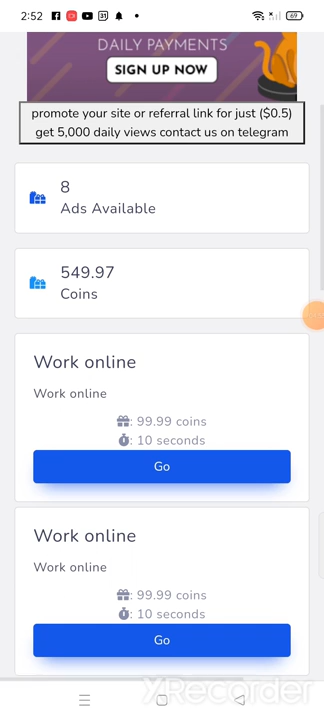 2:52
31
69
DAILY PAYMENTS
SIGN UP NOW
promote your site or referral link for just ($0.5)
get 5,000 daily views contact us on telegram
8
Ads Available
549.97
Coins
Work online
Work online
: 99.99 coins
: 10 seconds
Go
Work online
Work online
: 99.99 coins
: 10 seconds
Go
XRecorder